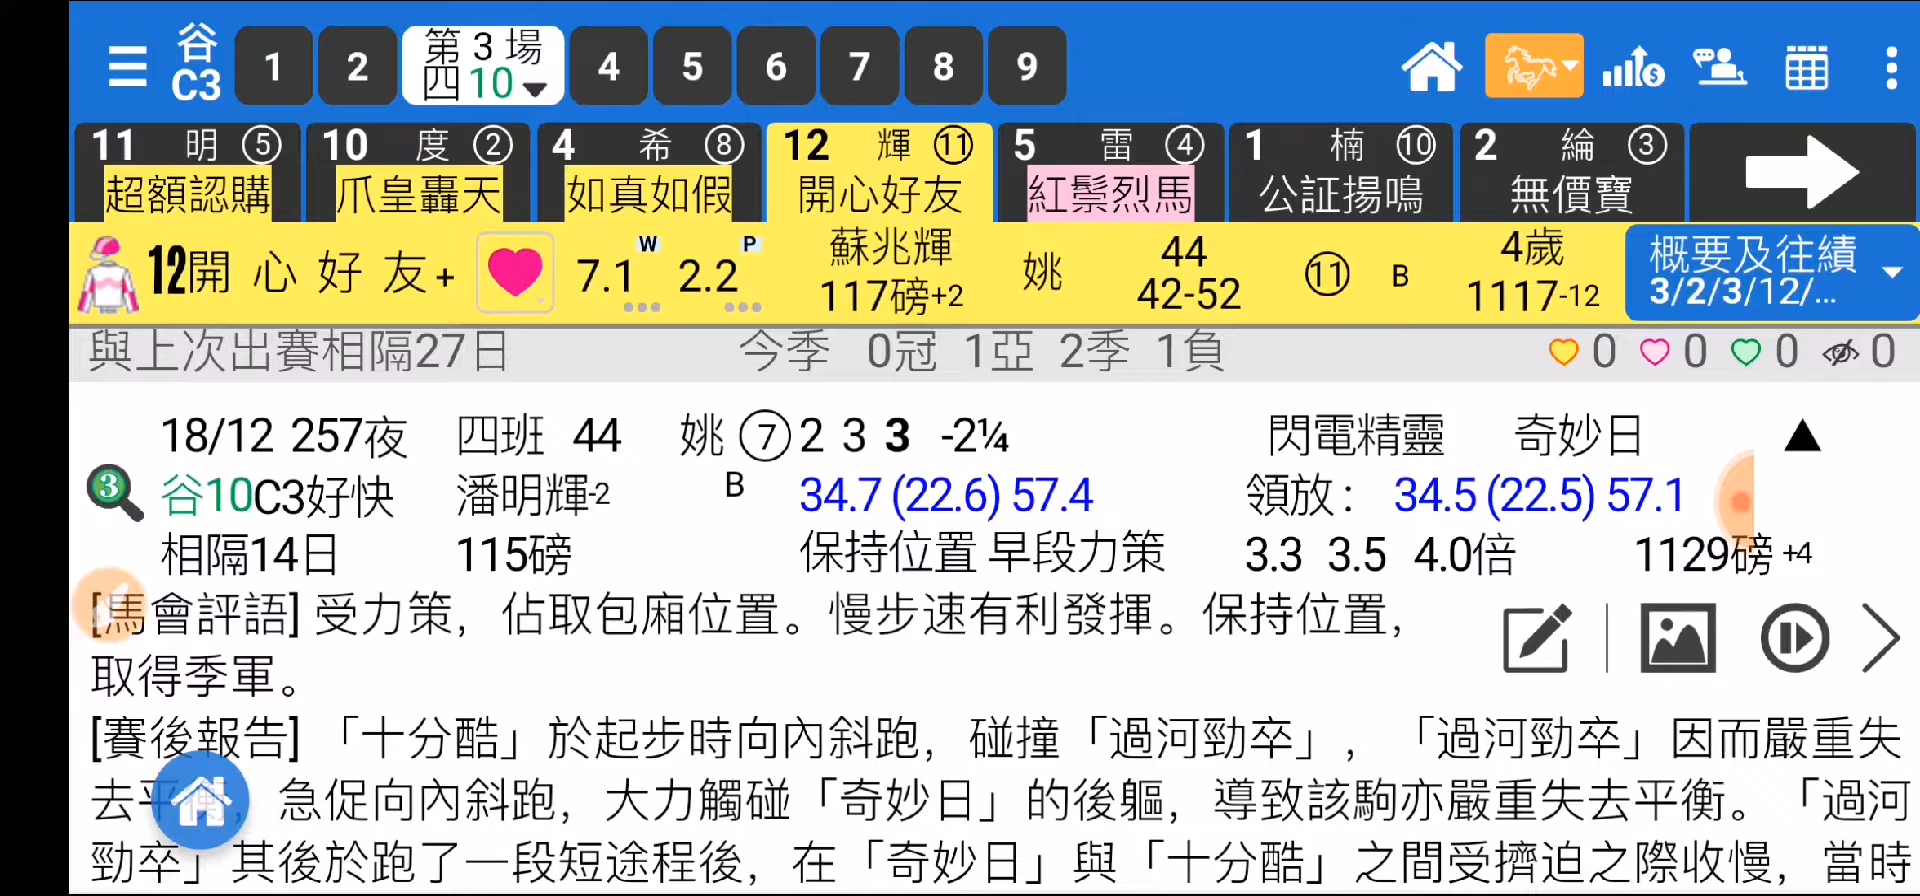 谷 C3 1 2 第3場 四10 4 5 6 7 8 9
11 明 ⑤ 10 度 ② 4 希 ⑧ 12 輝 ⑪ 5 雷 ④ 1 楠 ⑩ 2 綸 ③
超額認購 爪皇轟天 如真如假 開心好友 紅鬃烈馬 公証揚鳴 無價寶
12開心好友+ 7.1 W 2.2 P 蘇兆輝 117磅+2 姚 44 42-52 ⑪ B 4歲 1117-12 概要及往績 3/2/3/12/...
與上次出賽相隔27日 今季 0冠 1亞 2季 1負 0 0 0 0
18/12 257夜 四班 44 姚 ⑦ 2 3 3 -2¼ 閃電精靈 奇妙日 ▲
3 谷10C3好快 潘明輝-2 B 34.7 (22.6) 57.4 領放： 34.5 (22.5) 57.1
相隔14日 115磅 保持位置 早段力策 3.3 3.5 4.0倍 1129磅 +4
[馬會評語] 受力策，佔取包廂位置。慢步速有利發揮。保持位置，
取得季軍。
[賽後報告] 「十分酷」於起步時向內斜跑，碰撞「過河勁卒」，「過河勁卒」因而嚴重失
去平衡，急促向內斜跑，大力觸碰「奇妙日」的後軀，導致該駒亦嚴重失去平衡。「過河
勁卒」其後於跑了一段短途程後，在「奇妙日」與「十分酷」之間受擠迫之際收慢，當時